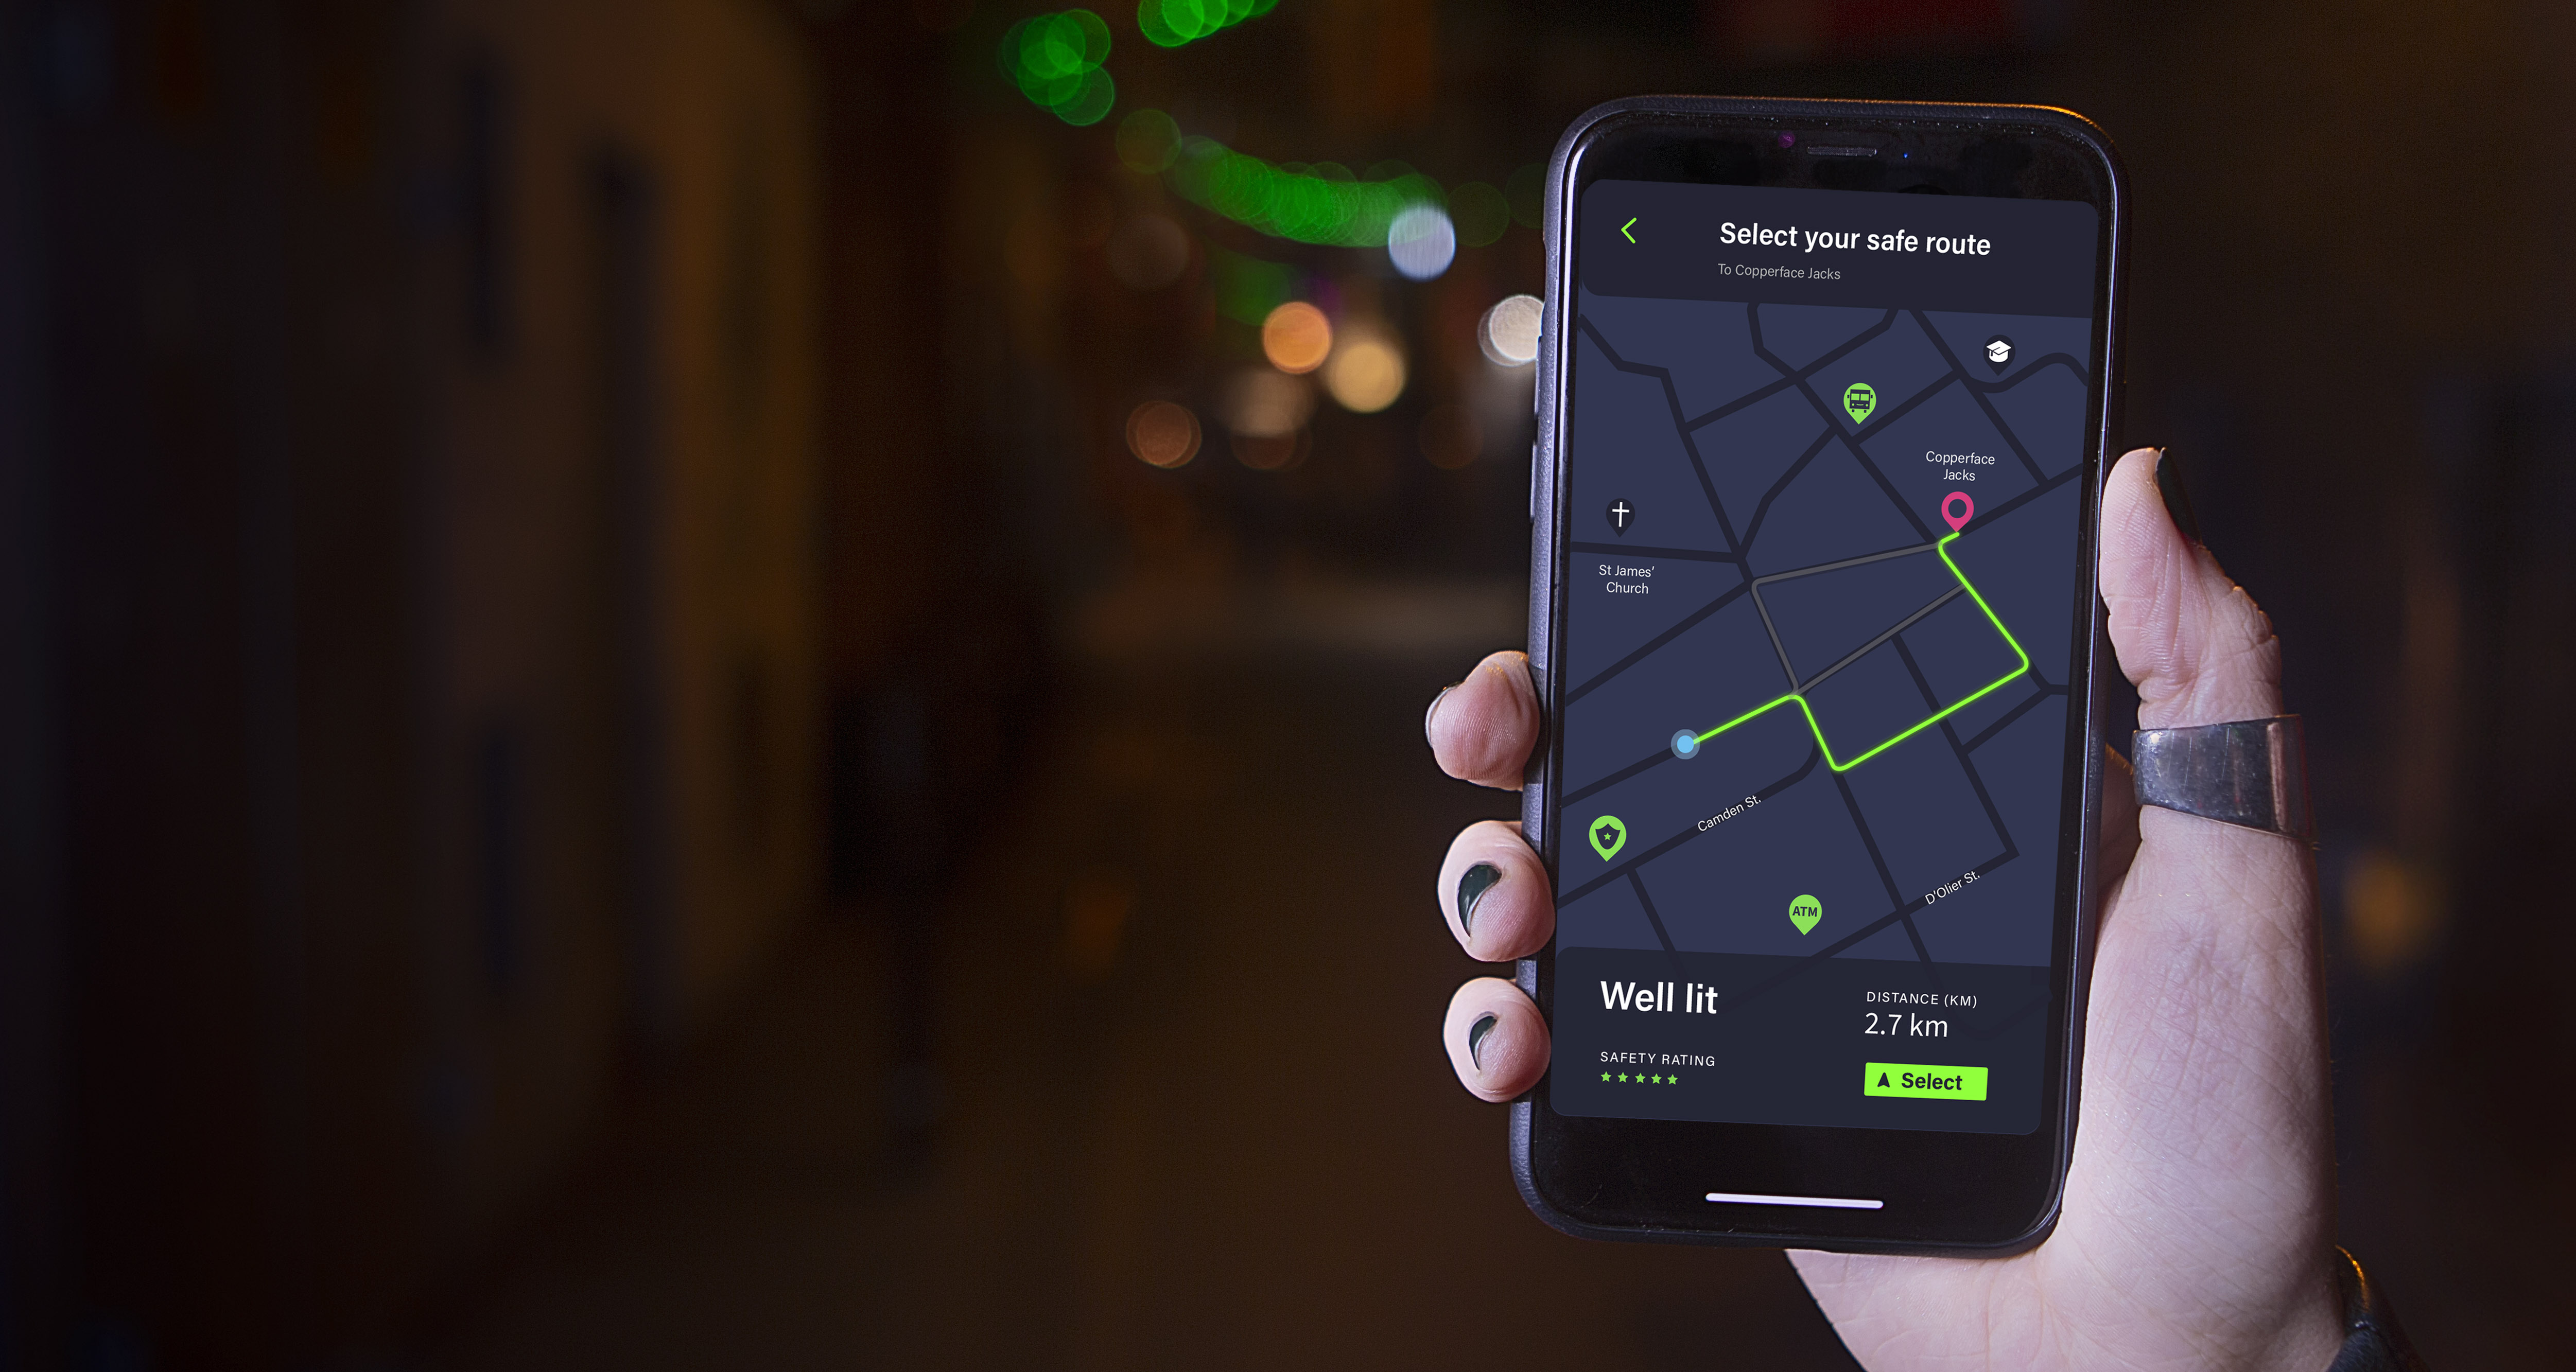 Select your safe route
To Copperface Jacks
Copperface
Jacks
St James'
Church
Camden St.
D'Olier St.
ATM
Well lit
DISTANCE (KM)
2.7 km
SAFETY RATING
Select